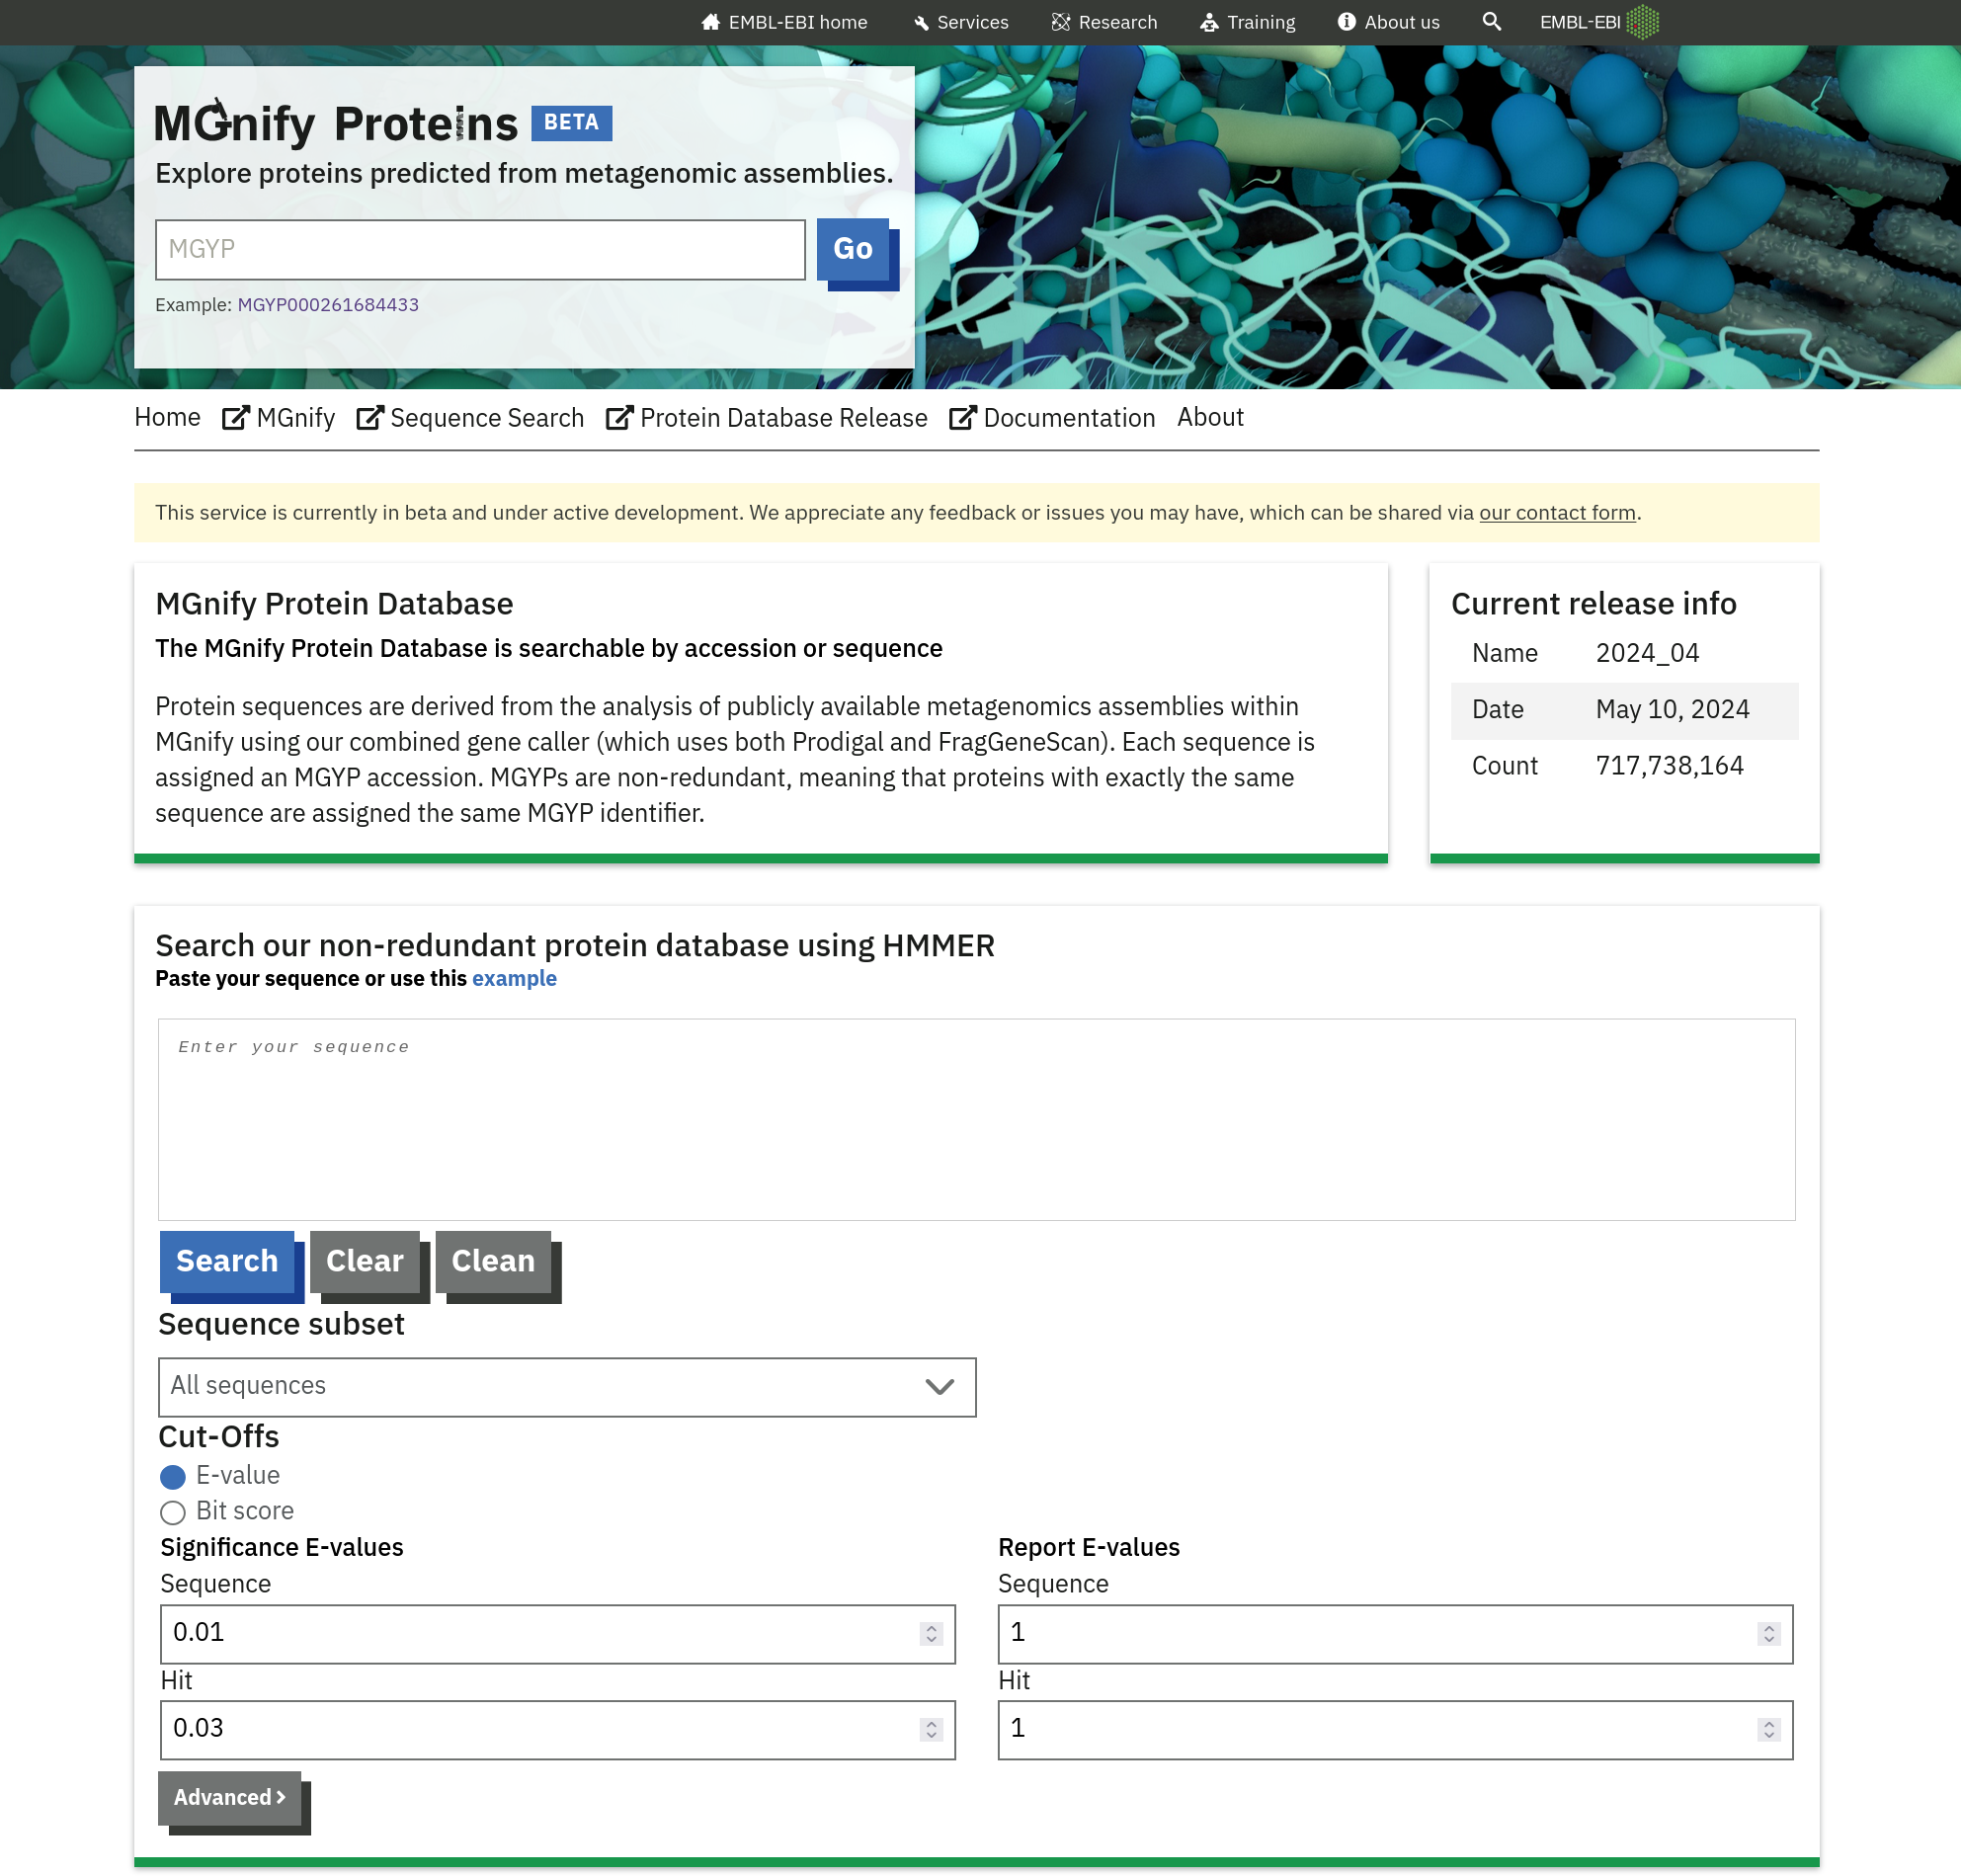 EMBL-EBI home Services Research Training About us EMBL-EBI
MGnify Proteins BETA
Explore proteins predicted from metagenomic assemblies.
MGYP Go
Example: MGYP000261684433
Home MGnify Sequence Search Protein Database Release Documentation About
This service is currently in beta and under active development. We appreciate any feedback or issues you may have, which can be shared via our contact form.
MGnify Protein Database
The MGnify Protein Database is searchable by accession or sequence
Protein sequences are derived from the analysis of publicly available metagenomics assemblies within
MGnify using our combined gene caller (which uses both Prodigal and FragGeneScan). Each sequence is
assigned an MGYP accession. MGYPs are non-redundant, meaning that proteins with exactly the same
sequence are assigned the same MGYP identifier.
Current release info
Name 2024_04
Date May 10, 2024
Count 717,738,164
Search our non-redundant protein database using HMMER
Paste your sequence or use this example
Enter your sequence
Search Clear Clean
Sequence subset
All sequences
Cut-Offs
E-value
Bit score
Significance E-values
Sequence
0.01
Hit
0.03
Report E-values
Sequence
1
Hit
1
Advanced